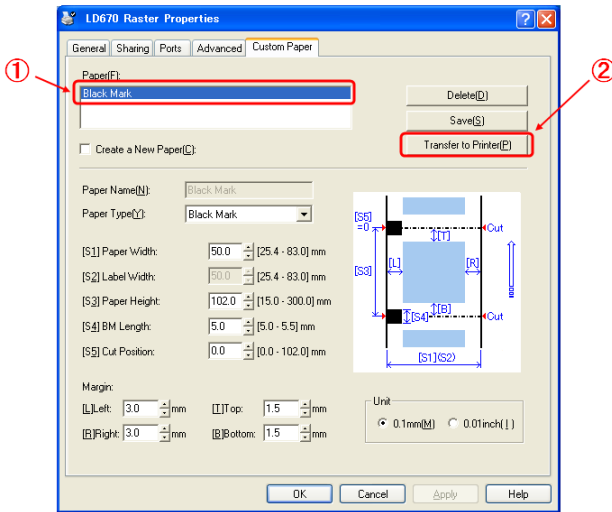 LD670 Raster Properties
General Sharing Ports Advanced Custom Paper
①
②
Paper(F):
Black Mark
Delete(D)
Save(S)
Transfer to Printer(P)
Create a New Paper(C):
Paper Name(N): Black Mark
Paper Type(Y): Black Mark
[S1] Paper Width: 50.0 [25.4 - 83.0] mm
[S2] Label Width: 50.0 [25.4 - 83.0] mm
[S3] Paper Height: 102.0 [15.0 - 300.0] mm
[S4] BM Length: 5.0 [5.0 - 5.5] mm
[S5] Cut Position: 0.0 [0.0 - 102.0] mm
[S5]
=0
Cut
[T]
[L]
[R]
[S3]
[B]
[S4]
Cut
[S1](S2)
Margin:
[L]Left: 3.0 mm [T]Top: 1.5 mm
[R]Right: 3.0 mm [B]Bottom: 1.5 mm
Unit
0.1mm(M) 0.01inch(I)
OK Cancel Apply Help